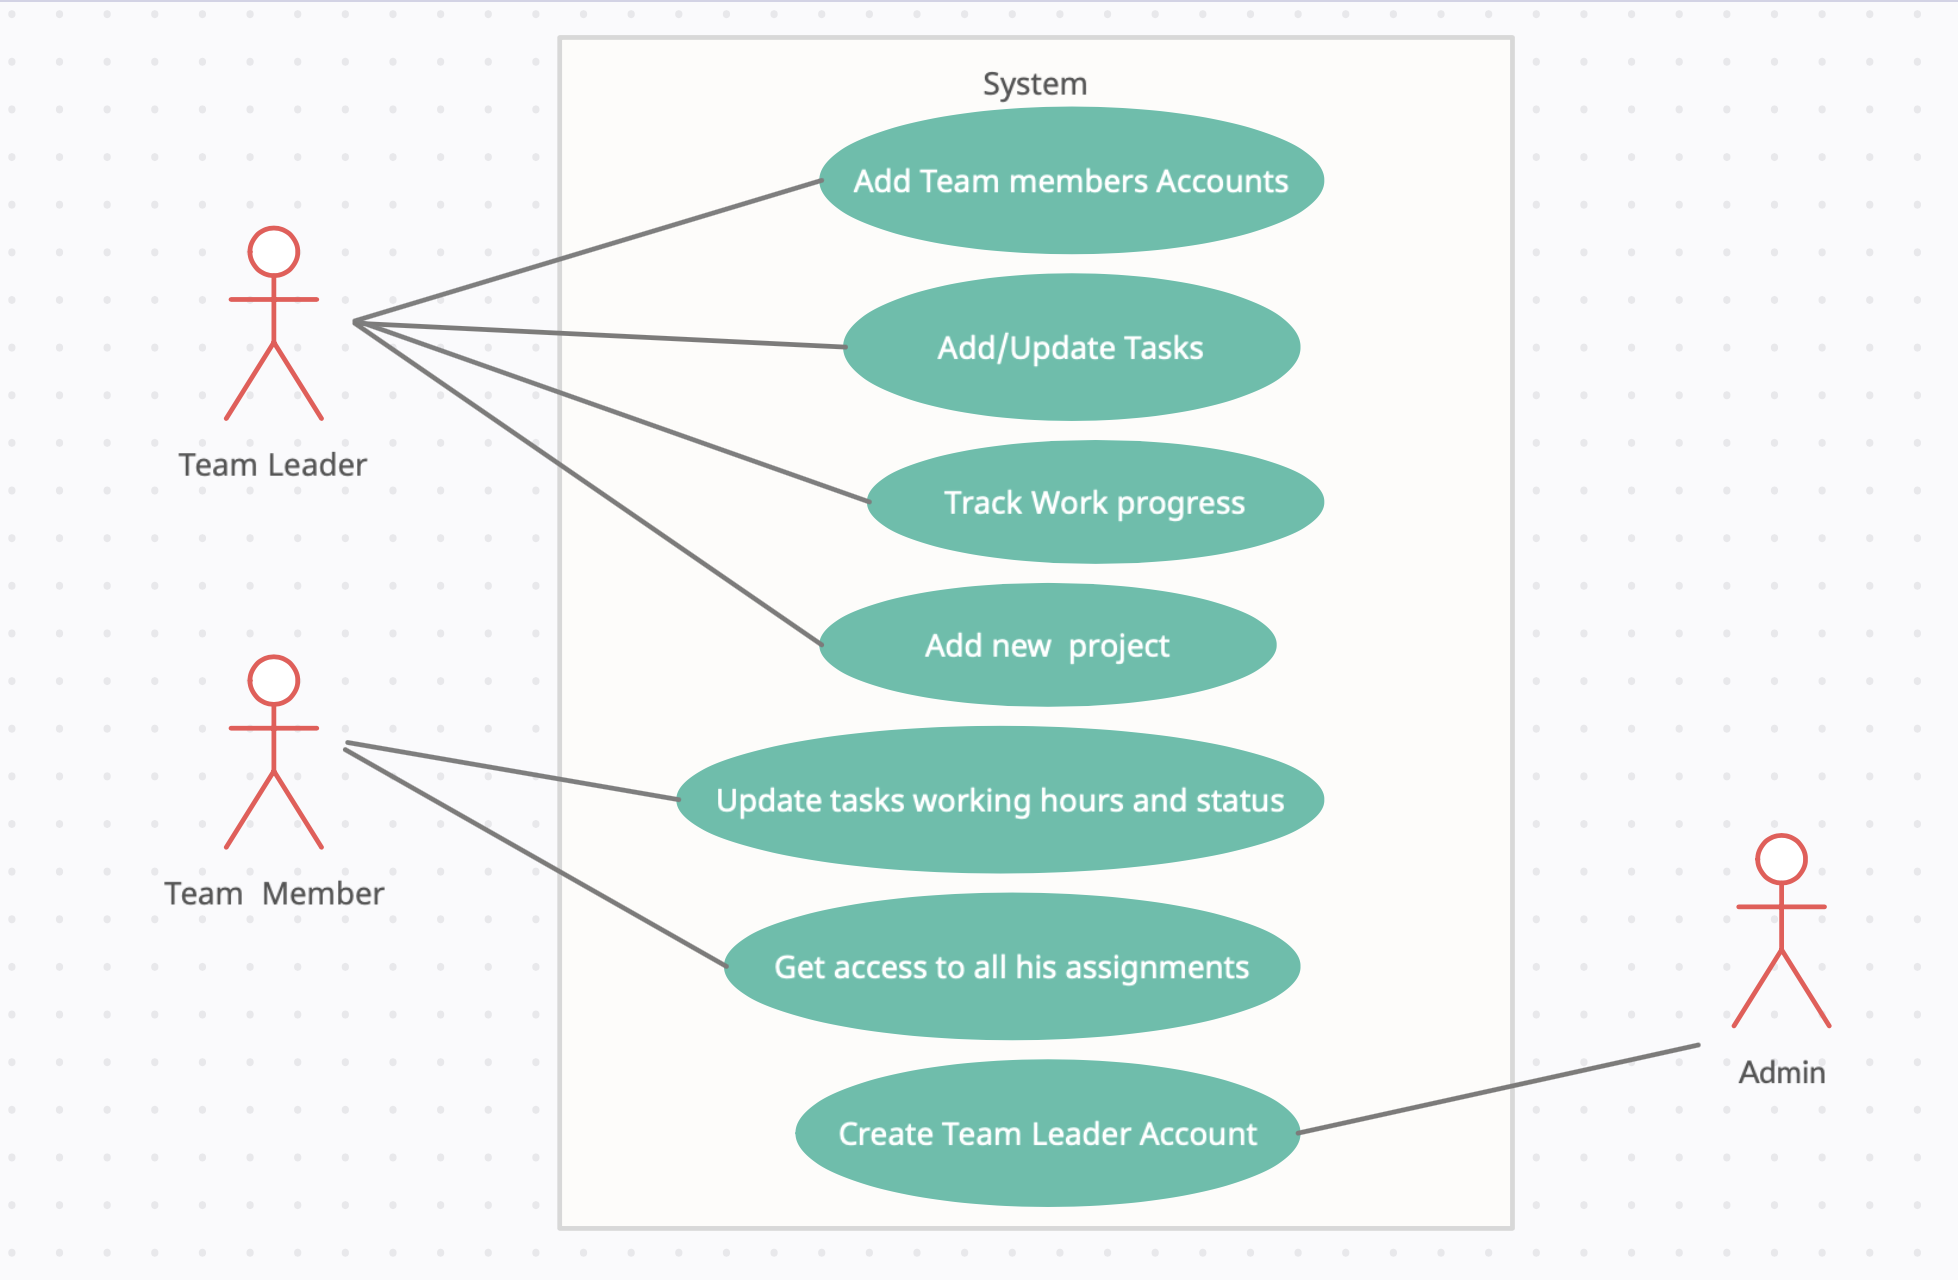 System
Add Team members Accounts
Add/Update Tasks
Team Leader
Track Work progress
Add new  project
Update tasks working hours and status
Team  Member
Get access to all his assignments
Admin
Create Team Leader Account